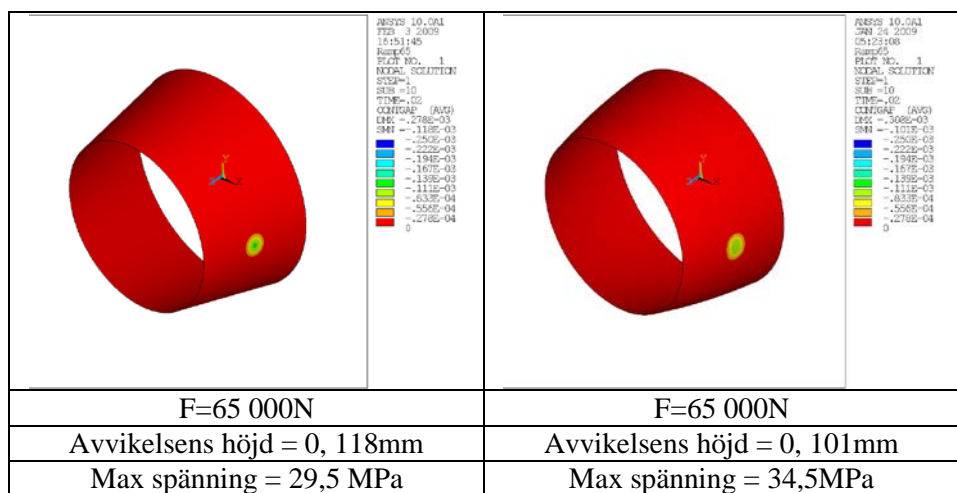 ANSYS 10.0A1
FEB 3 2009
16:51:45
Ramp65
PLOT NO. 1
NODAL SOLUTION
STEP=1
SUB =10
TIME=.02
CONTGAP (AVG)
DMX =.278E-03
SMN =-.118E-03
-.250E-03
-.222E-03
-.194E-03
-.167E-03
-.139E-03
-.111E-03
-.833E-04
-.556E-04
-.278E-04
0
Y
Z
X
ANSYS 10.0A1
JAN 24 2009
05:23:08
Ramp65
PLOT NO. 1
NODAL SOLUTION
STEP=1
SUB =10
TIME=.02
CONTGAP (AVG)
DMX =.308E-03
SMN =-.101E-03
-.250E-03
-.222E-03
-.194E-03
-.167E-03
-.139E-03
-.111E-03
-.833E-04
-.556E-04
-.278E-04
0
Y
Z
X
F=65 000N F=65 000N
Avvikelsens höjd = 0, 118mm Avvikelsens höjd = 0, 101mm
Max spänning = 29,5 MPa Max spänning = 34,5MPa